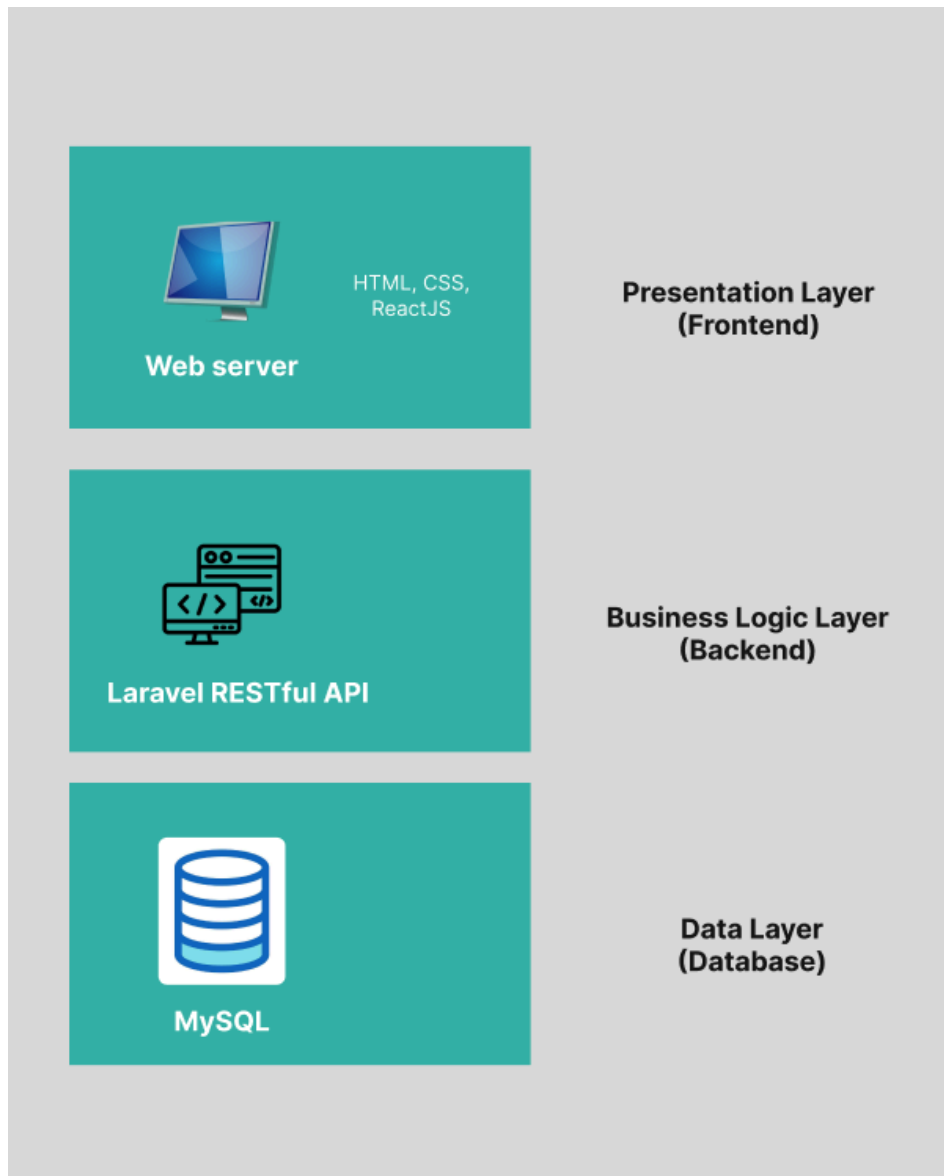 HTML, CSS,
ReactJS
Web server
Presentation Layer
(Frontend)
</>
</>
Laravel RESTful API
Business Logic Layer
(Backend)
MySQL
Data Layer
(Database)